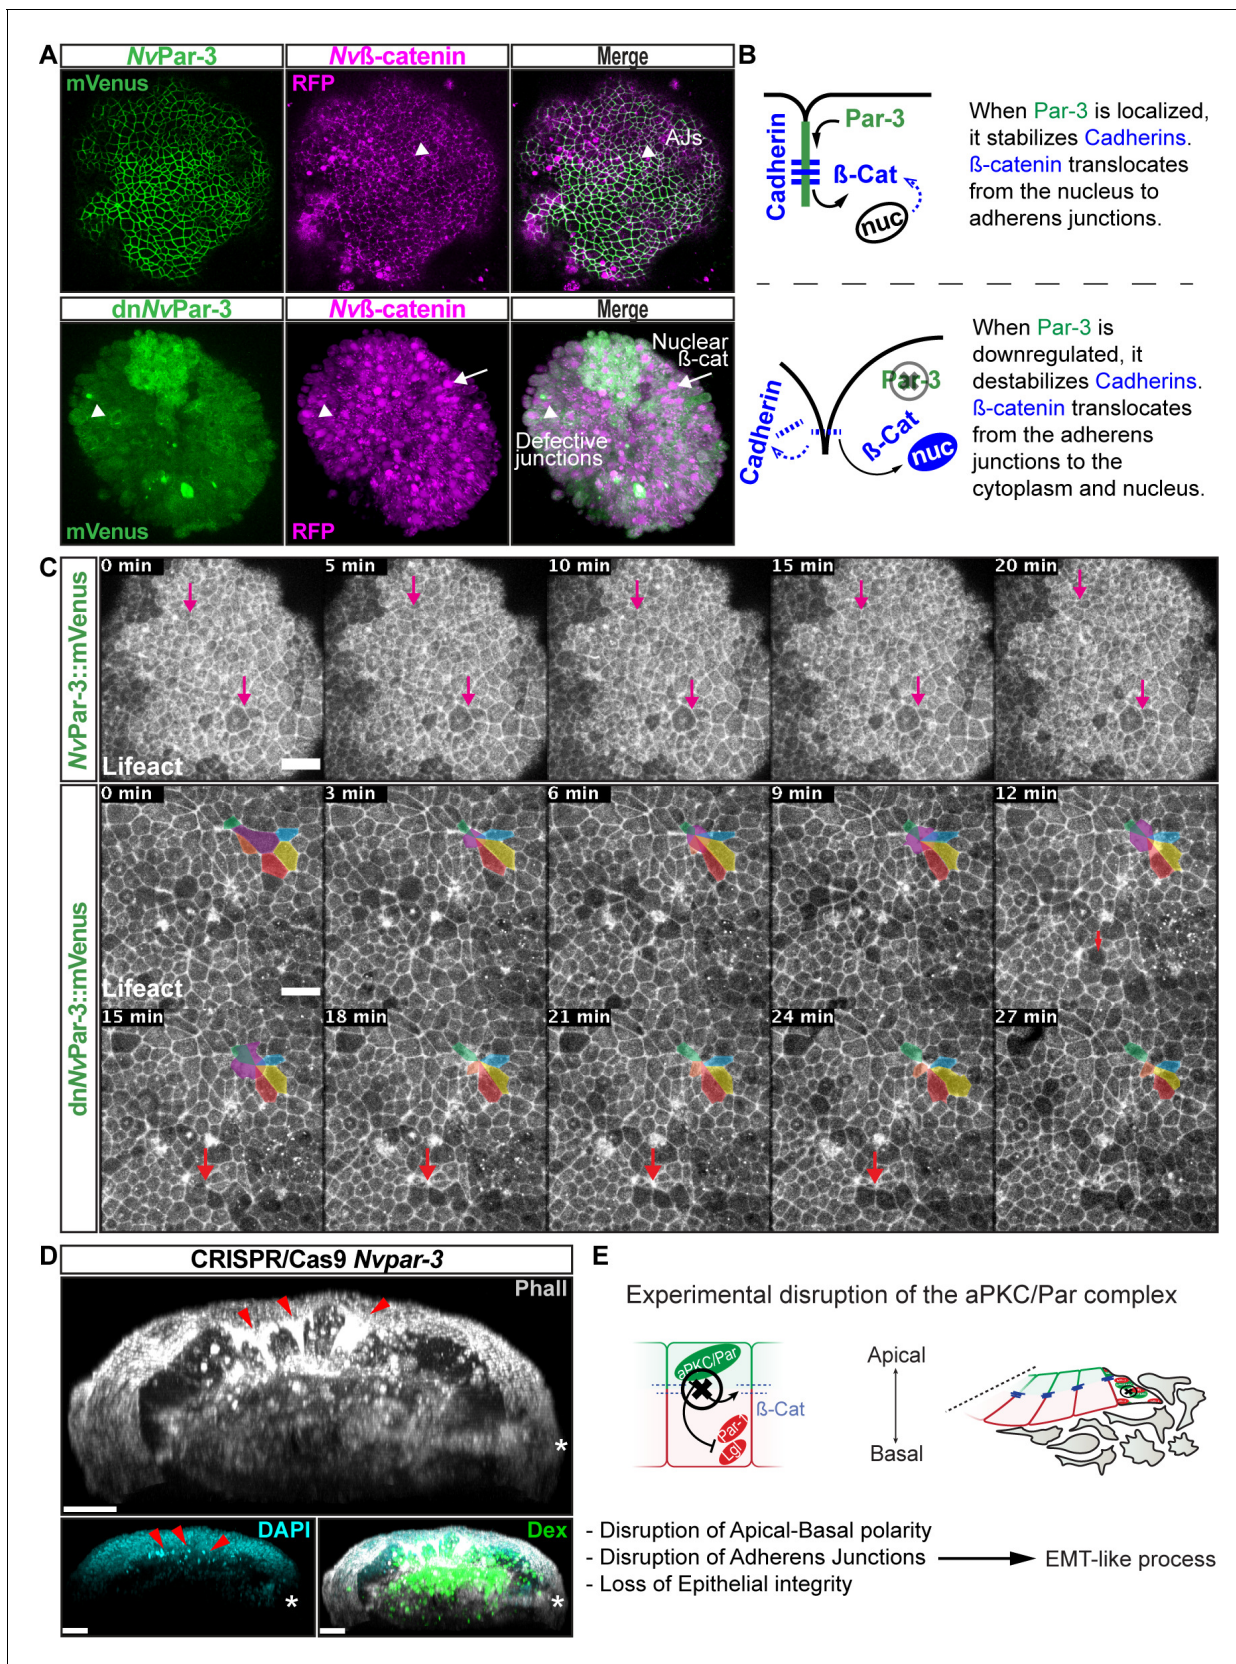 A
NvPar-3
Nvß-catenin
Merge
mVenus
RFP
AJs
dnNvPar-3
Nvß-catenin
Merge
mVenus
RFP
Nuclear
ß-cat
Defective
junctions
B
Cadherin
Par-3
ß-Cat
nuc
When Par-3 is localized,
it stabilizes Cadherins.
ß-catenin translocates
from the nucleus to
adherens junctions.
Cadherin
Par-3
ß-Cat
nuc
When Par-3 is
downregulated, it
destabilizes Cadherins.
ß-catenin translocates
from the adherens
junctions to the
cytoplasm and nucleus.
C
NvPar-3::mVenus
0 min
5 min
10 min
15 min
20 min
Lifeact
dnNvPar-3::mVenus
0 min
3 min
6 min
9 min
12 min
Lifeact
15 min
18 min
21 min
24 min
27 min
D
CRISPR/Cas9 Nvpar-3
Phall
*
DAPI
*
Dex
*
E
Experimental disruption of the aPKC/Par complex
aPKC/Par
ß-Cat
Par-1
Lgl
Apical
Basal
- Disruption of Apical-Basal polarity
- Disruption of Adherens Junctions
- Loss of Epithelial integrity
EMT-like process